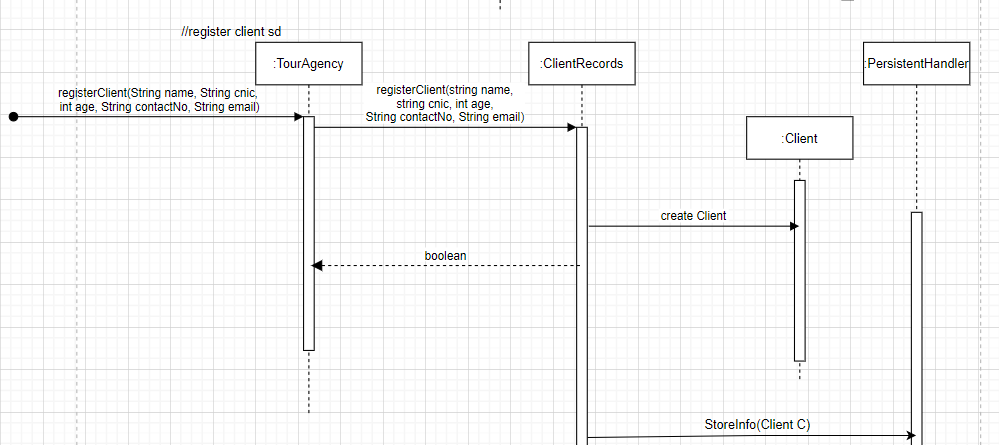 //register client sd
:TourAgency
:ClientRecords
:PersistentHandler
registerClient(String name, String cnic,
int age, String contactNo, String email)
registerClient(string name,
string cnic, int age,
String contactNo, String email)
:Client
create Client
boolean
StoreInfo(Client C)